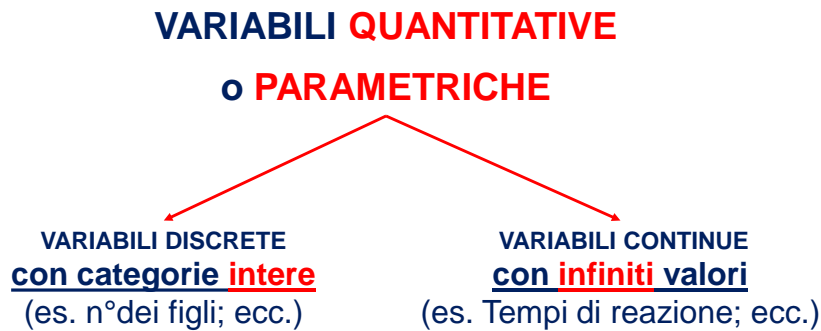 VARIABILI QUANTITATIVE
o PARAMETRICHE
VARIABILI DISCRETE
con categorie intere
(es. n°dei figli; ecc.)
VARIABILI CONTINUE
con infiniti valori
(es. Tempi di reazione; ecc.)